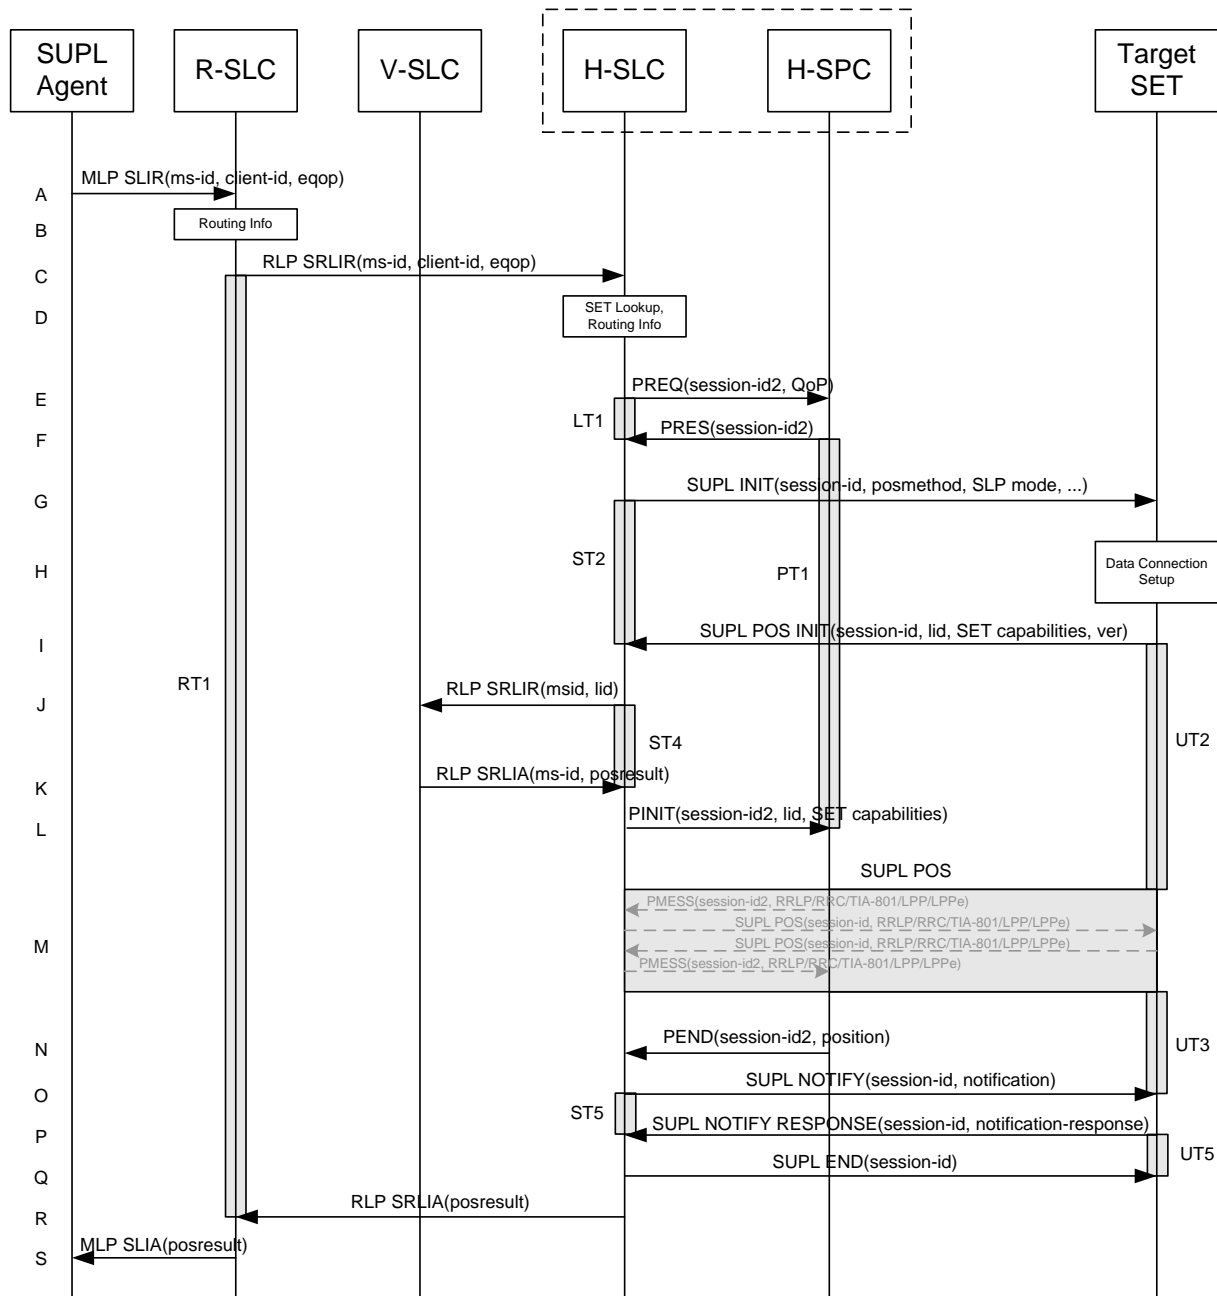 SUPL
Agent
R-SLC
V-SLC
H-SLC
H-SPC
Target
SET
A
MLP SLIR(ms-id, client-id, eqop)
B
Routing Info
C
RLP SRLIR(ms-id, client-id, eqop)
D
SET Lookup,
Routing Info
E
PREQ(session-id2, QoP)
LT1
F
PRES(session-id2)
G
SUPL INIT(session-id, posmethod, SLP mode, ...)
ST2
H
PT1
Data Connection
Setup
I
SUPL POS INIT(session-id, lid, SET capabilities, ver)
RT1
J
RLP SRLIR(msid, lid)
ST4
UT2
K
RLP SRLIA(ms-id, posresult)
L
PINIT(session-id2, lid, SET capabilities)
SUPL POS
PMESS(session-id2, RRLP/RRC/TIA-801/LPP/LPPe)
SUPL POS(session-id, RRLP/RRC/TIA-801/LPP/LPPe)
M
SUPL POS(session-id, RRLP/RRC/TIA-801/LPP/LPPe)
PMESS(session-id2, RRLP/RRC/TIA-801/LPP/LPPe)
N
PEND(session-id2, position)
UT3
O
SUPL NOTIFY(session-id, notification)
ST5
P
SUPL NOTIFY RESPONSE(session-id, notification-response)
UT5
Q
SUPL END(session-id)
R
RLP SRLIA(posresult)
S
MLP SLIA(posresult)